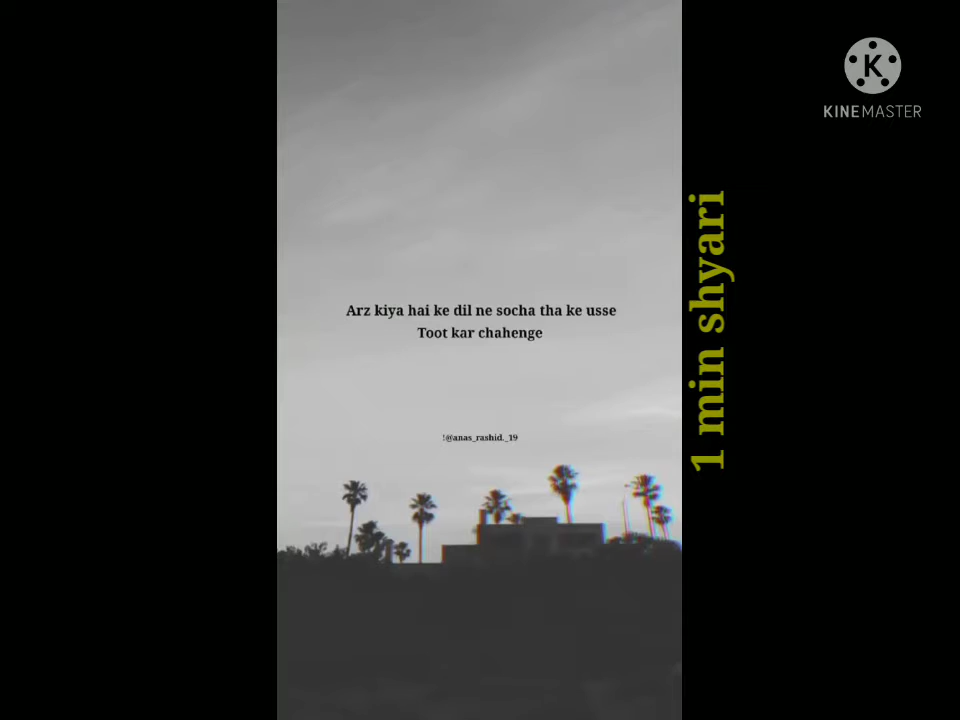 Arz kiya hai ke dil ne socha tha ke usse
Toot kar chahenge
!@anas_rashid._19
1 min shyari
K
KINEMASTER